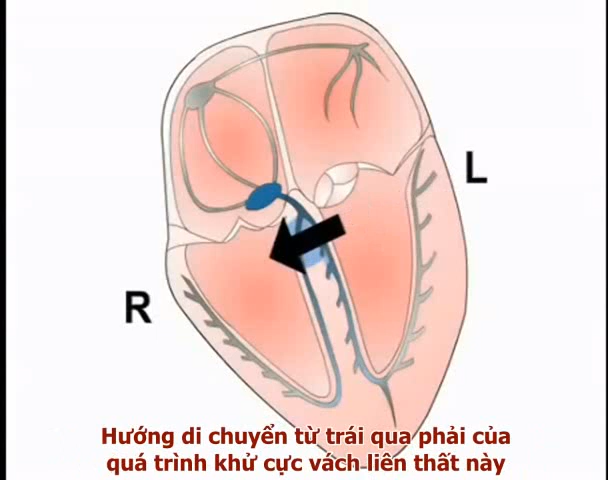 L
R
Hướng di chuyển từ trái qua phải của
quá trình khử cực vách liên thất này